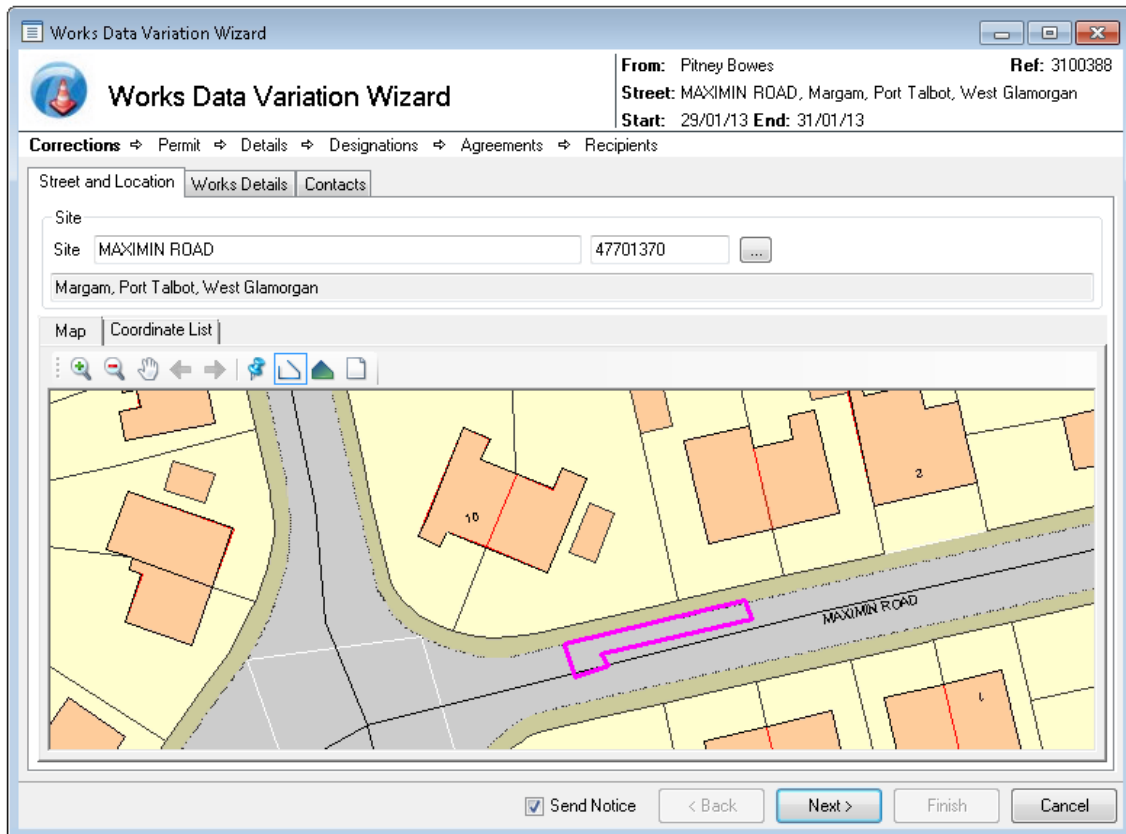 Works Data Variation Wizard
Works Data Variation Wizard
From: Pitney Bowes Ref: 3100388
Street: MAXIMIN ROAD, Margam, Port Talbot, West Glamorgan
Start: 29/01/13 End: 31/01/13
Corrections ⇨ Permit ⇨ Details ⇨ Designations ⇨ Agreements ⇨ Recipients
Street and Location Works Details Contacts
Site
Site MAXIMIN ROAD 47701370 ...
Margam, Port Talbot, West Glamorgan
Map Coordinate List
2
10
MAXIMIN ROAD
1
Send Notice < Back Next > Finish Cancel